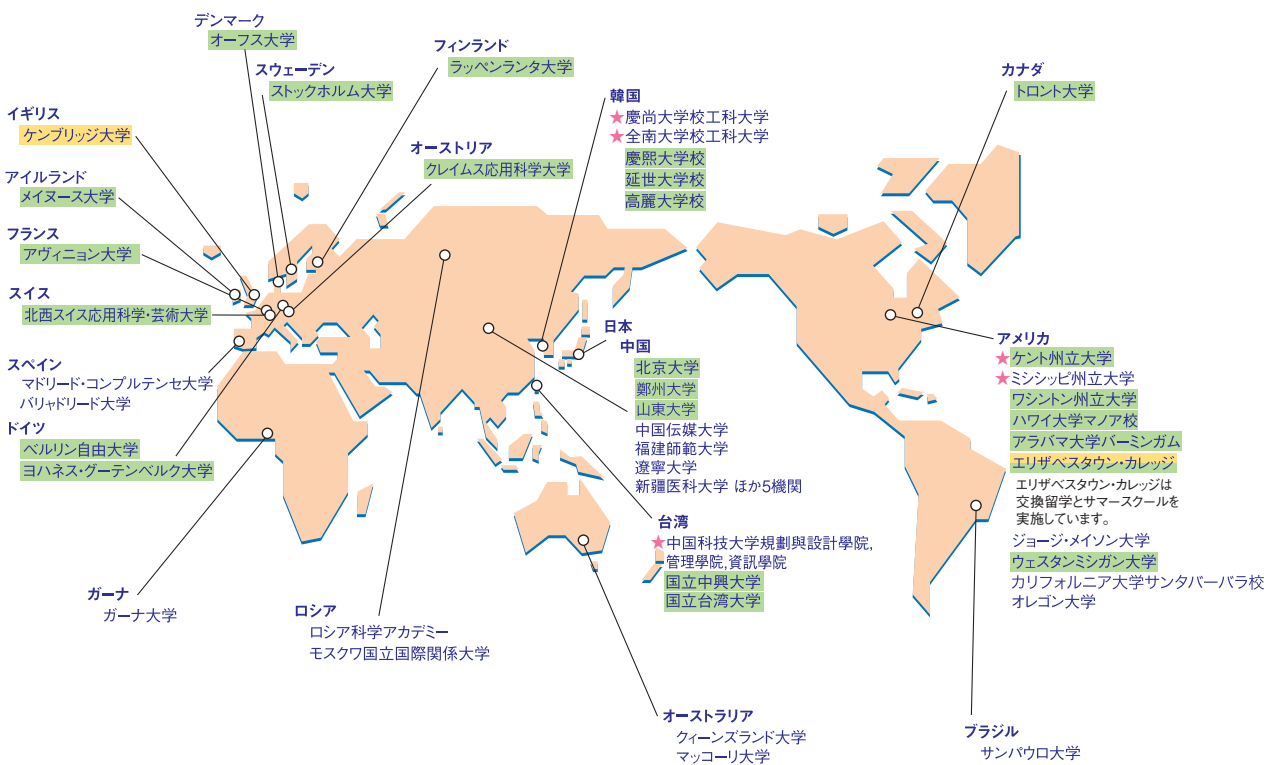 デンマーク
オーフス大学
スウェーデン
ストックホルム大学
フィンランド
ラッペンランタ大学
イギリス
ケンブリッジ大学
アイルランド
メイヌース大学
フランス
アヴィニョン大学
スイス
北西スイス応用科学・芸術大学
スペイン
マドリード・コンプルテンセ大学
バリャドリード大学
ドイツ
ベルリン自由大学
ヨハネス・グーテンベルク大学
オーストリア
クレイムス応用科学大学
ガーナ
ガーナ大学
ロシア
ロシア科学アカデミー
モスクワ国立国際関係大学
韓国
★慶尚大学校工科大学
★全南大学校工科大学
慶熙大学校
延世大学校
高麗大学校
日本
中国
北京大学
鄭州大学
山東大学
中国伝媒大学
福建師範大学
遼寧大学
新疆医科大学 ほか5機関
台湾
★中国科技大学規劃與設計學院,
管理學院,資訊學院
国立中興大学
国立台湾大学
オーストラリア
クィーンズランド大学
マッコーリ大学
カナダ
トロント大学
アメリカ
★ケント州立大学
★ミシシッピ州立大学
ワシントン州立大学
ハワイ大学マノア校
アラバマ大学バーミンガム
エリザベスタウン・カレッジ
エリザベスタウン・カレッジは
交換留学とサマースクールを
実施しています。
ジョージ・メイソン大学
ウェスタンミシガン大学
カリフォルニア大学サンタバーバラ校
オレゴン大学
ブラジル
サンパウロ大学